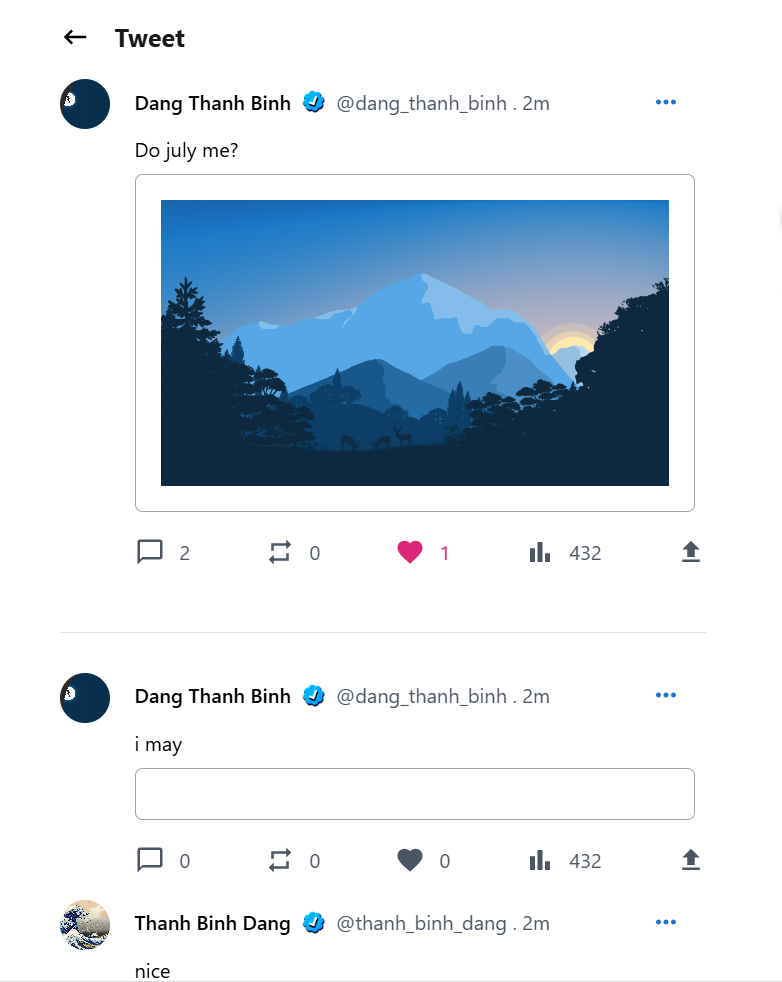 Tweet
Dang Thanh Binh @dang_thanh_binh . 2m
Do july me?
2 0 1 432
Dang Thanh Binh @dang_thanh_binh . 2m
i may
0 0 0 432
Thanh Binh Dang @thanh_binh_dang . 2m
nice